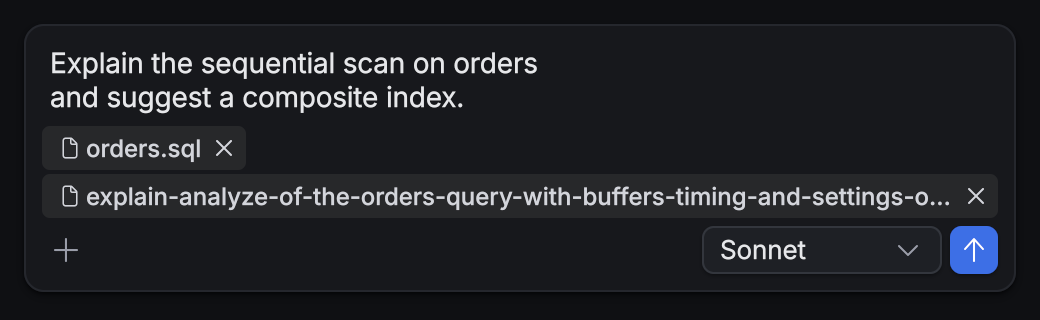 Explain the sequential scan on orders
and suggest a composite index.
orders.sql
explain-analyze-of-the-orders-query-with-buffers-timing-and-settings-o...
Sonnet